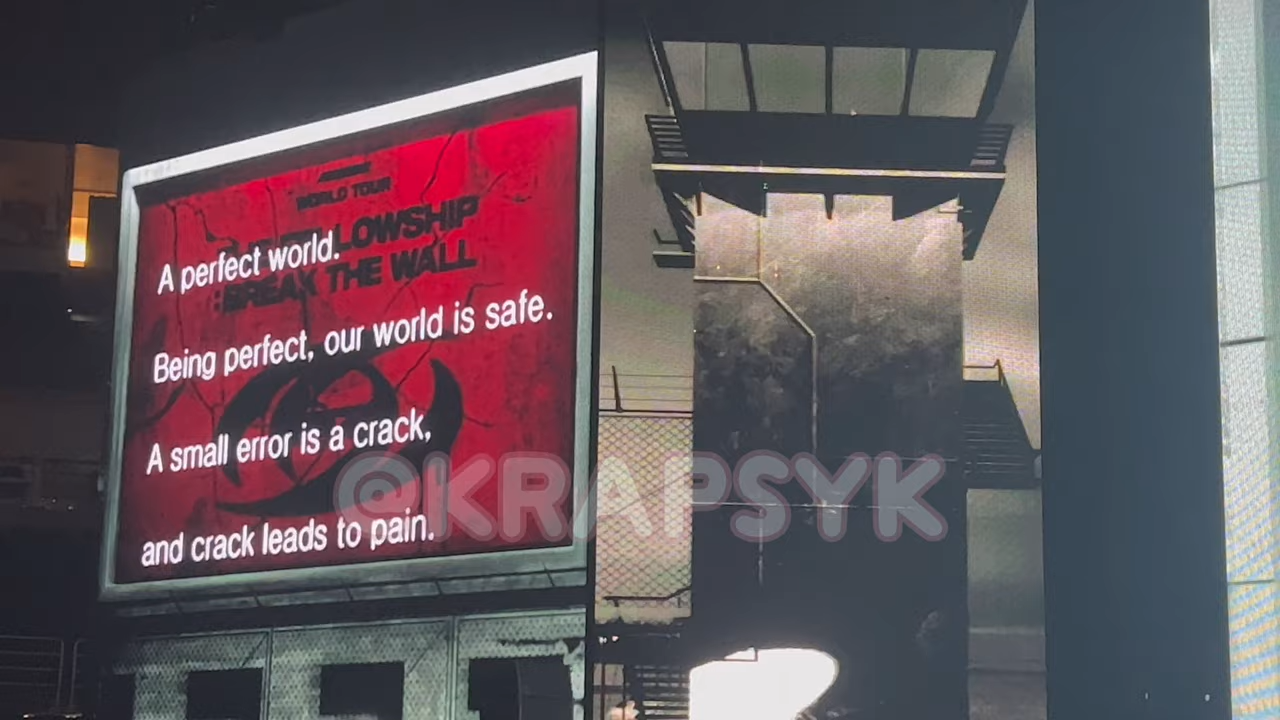 WORLD TOUR
LOWSHIP
: BREAK THE WALL
A perfect world.
Being perfect, our world is safe.
A small error is a crack,
and crack leads to pain.
@KRAPSYK